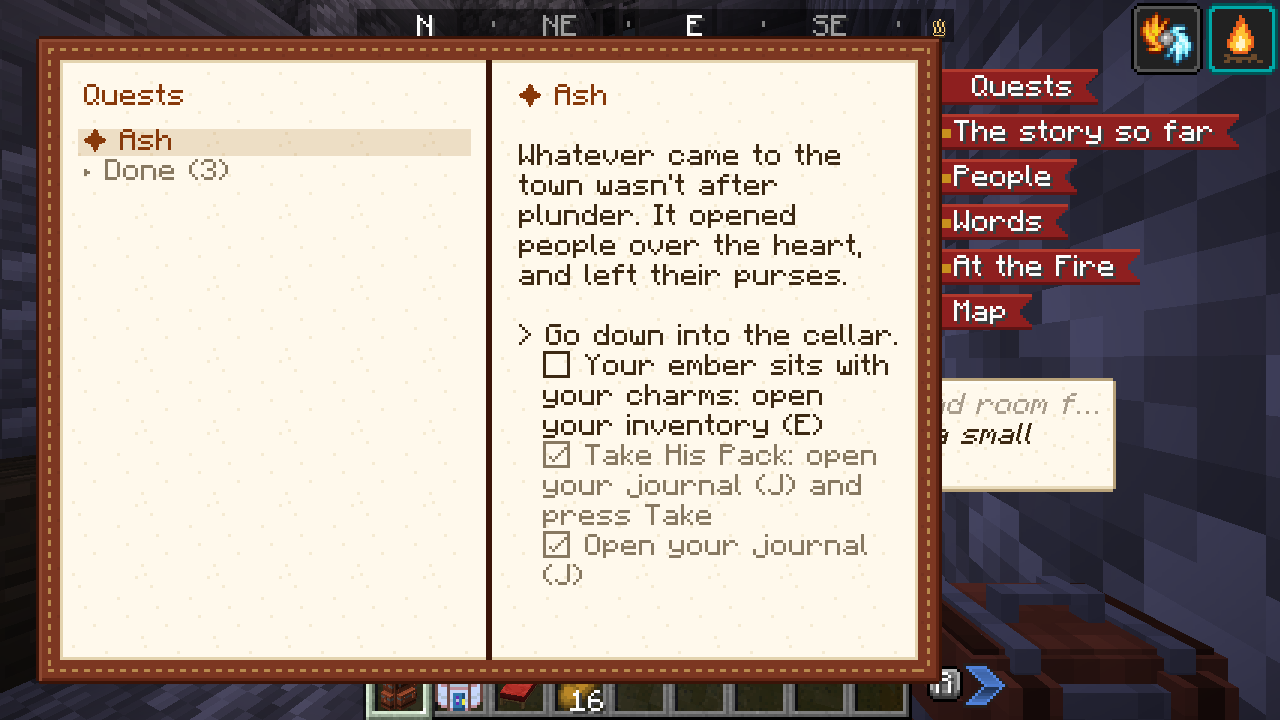 N · NE · E · SE ·
Quests
Ash
Done (3)
Ash
Whatever came to the
town wasn't after
plunder. It opened
people over the heart,
and left their purses.
> Go down into the cellar.
Your ember sits with
your charms: open
your inventory (E)
Take His Pack: open
your journal (J) and
press Take
Open your journal
(J)
Quests
The story so far
People
Words
At the Fire
Map
room f...
small
16